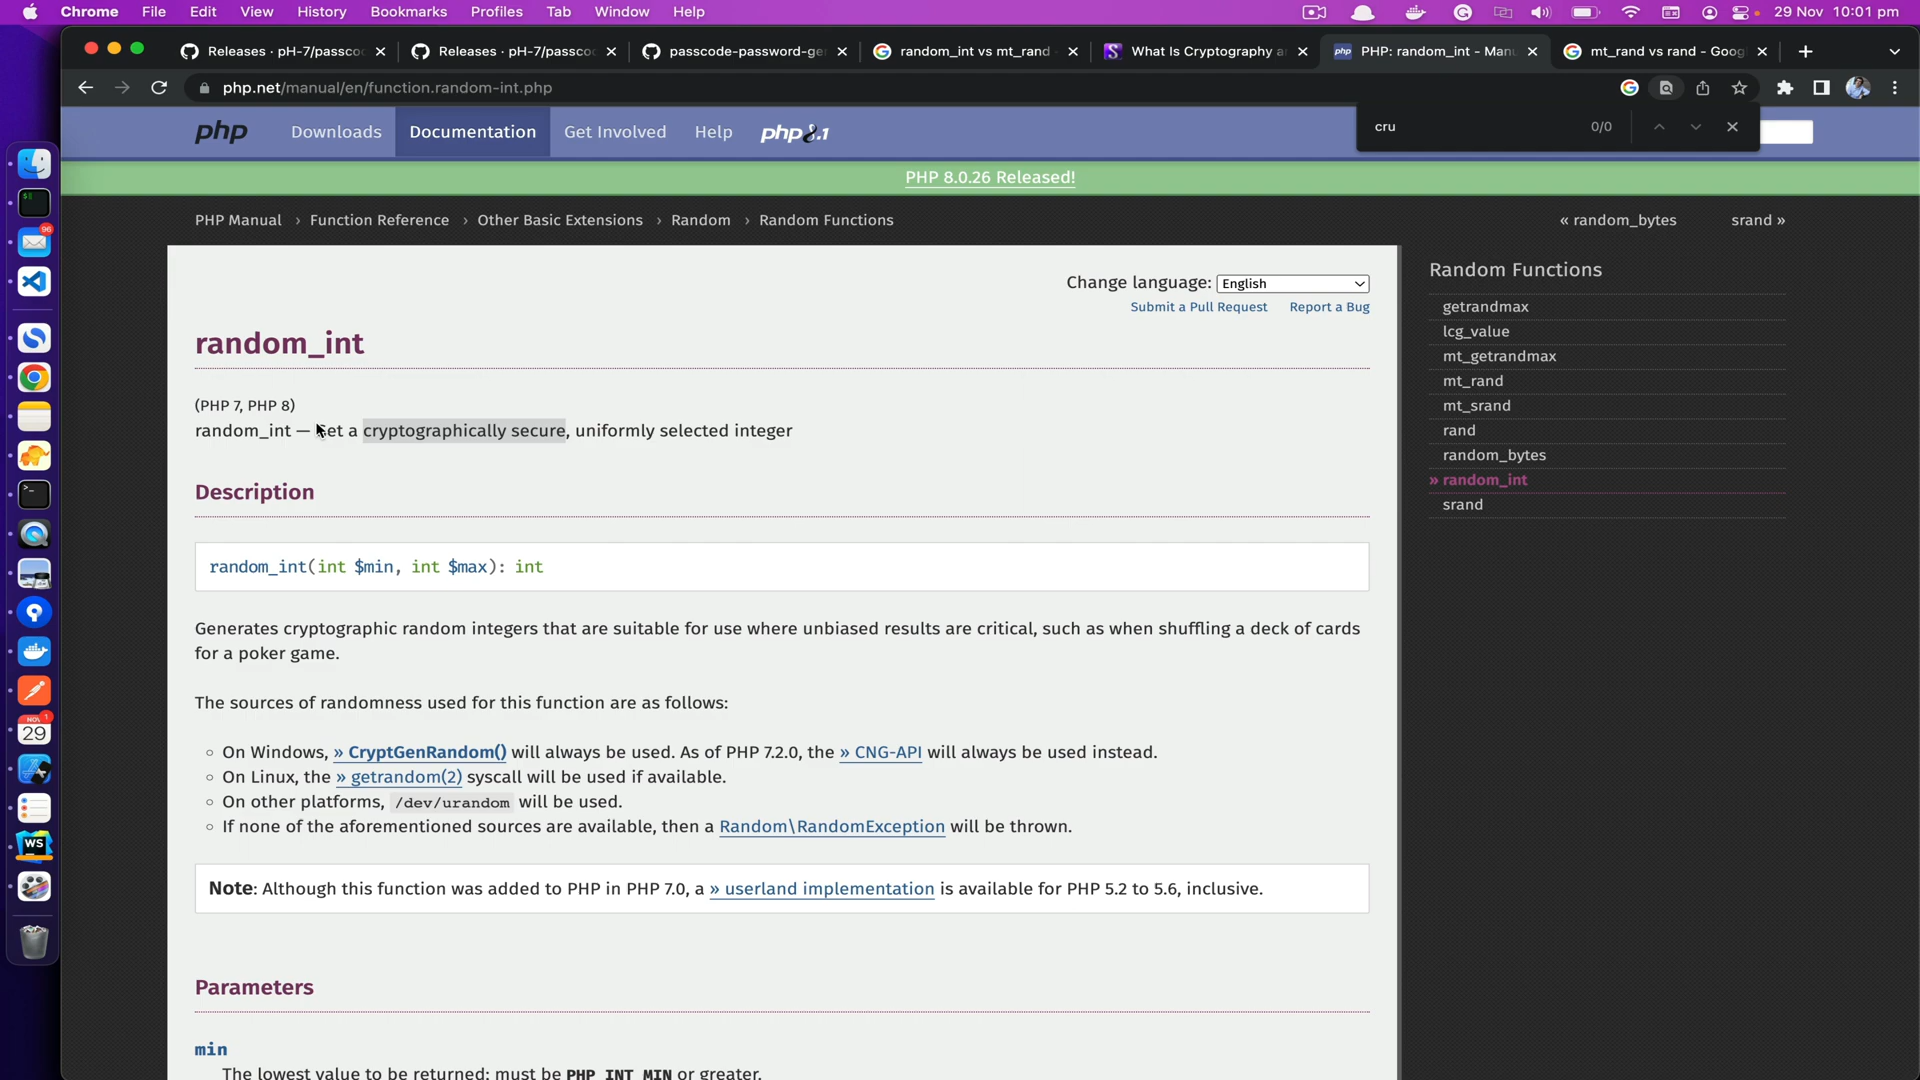 Chrome File Edit View History Bookmarks Profiles Tab Window Help 29 Nov 10:01 pm
Releases · pH-7/passco Releases · pH-7/passco passcode-password-ge random_int vs mt_rand What Is Cryptography a PHP: random_int - Man mt_rand vs rand - Goog
php.net/manual/en/function.random-int.php
cru 0/0
php Downloads Documentation Get Involved Help php8.1
PHP 8.0.26 Released!
PHP Manual › Function Reference › Other Basic Extensions › Random › Random Functions « random_bytes srand »
Change language: English
Submit a Pull Request Report a Bug
random_int
(PHP 7, PHP 8)
random_int — Get a cryptographically secure, uniformly selected integer
Description
random_int(int $min, int $max): int
Generates cryptographic random integers that are suitable for use where unbiased results are critical, such as when shuffling a deck of cards
for a poker game.
The sources of randomness used for this function are as follows:
◦ On Windows, » CryptGenRandom() will always be used. As of PHP 7.2.0, the » CNG-API will always be used instead.
◦ On Linux, the » getrandom(2) syscall will be used if available.
◦ On other platforms, /dev/urandom will be used.
◦ If none of the aforementioned sources are available, then a Random\RandomException will be thrown.
Note: Although this function was added to PHP in PHP 7.0, a » userland implementation is available for PHP 5.2 to 5.6, inclusive.
Parameters
min
The lowest value to be returned; must be PHP_INT_MIN or greater.
Random Functions
getrandmax
lcg_value
mt_getrandmax
mt_rand
mt_srand
rand
random_bytes
» random_int
srand
96
NOV 1
29
WS